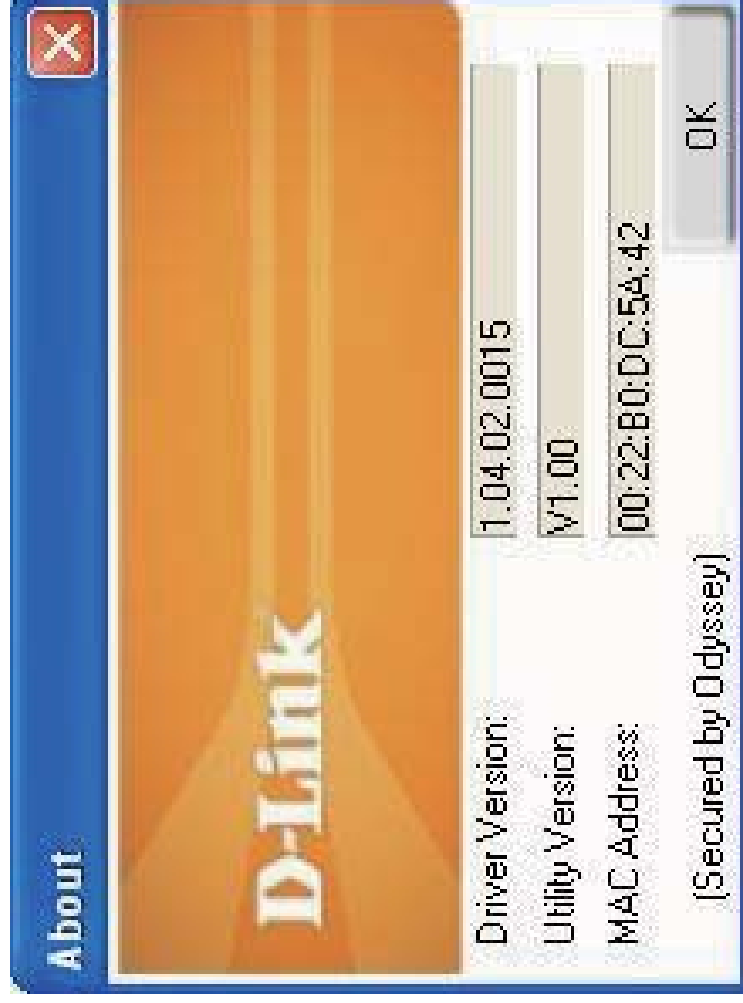 About
D-Link
Driver Version: 1.04.02.0015
Utility Version: V1.00
MAC Address: 00:22:B0:DC:5A:42
(Secured by Odyssey)
OK